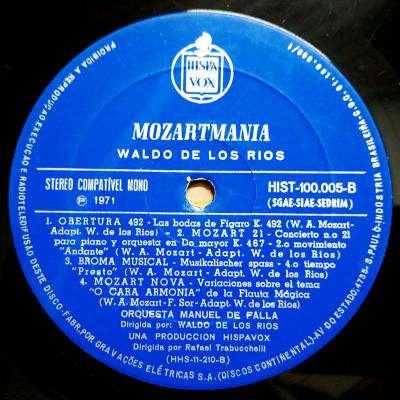 HISPA
VOX
MOZARTMANIA
WALDO DE LOS RIOS
STEREO COMPATÍVEL MONO
HIST-100.005-B
Ⓟ 1971
(SGAE-SIAE-SEDRIM)
1. OBERTURA 492 - Las bodas de Figaro K. 492 (W. A. Mozart-
Adapt. W. de los Rios) - 2. MOZART 21 - Concierto n.o 21
para piano y orquesta en Do mayor K. 467 - 2.o movimiento
"Andante" (W. A. Mozart - Adapt. W. de los Rios)
3. BROMA MUSICAL - Musikalischer spass - 4.o tiempo
"Presto" (W. A. Mozart - Adapt. W. de los Rios)
4. MOZART NOVA - Variaciones sobre el tema
"O CARA ARMONIA" de la Flauta Mágica
(W. A. Mozart - F. Sor - Adapt. W. de los Rios)
ORQUESTA MANUEL DE FALLA
Dirigida por: WALDO DE LOS RIOS
UNA PRODUCCION HISPAVOX
Dirigida por Rafael Trabucchelli
(HHS-11-210-B)
PROIBIDA A REPRODUÇÃO, EXECUÇÃO E RADIOTELEDIFUSÃO DESTE DISCO - FABR. POR GRAVAÇÕES ELÉTRICAS S.A. (DISCOS CONTINENTAL), AV DO ESTADO, 4755 - S. PAULO - INDÚSTRIA BRASILEIRA